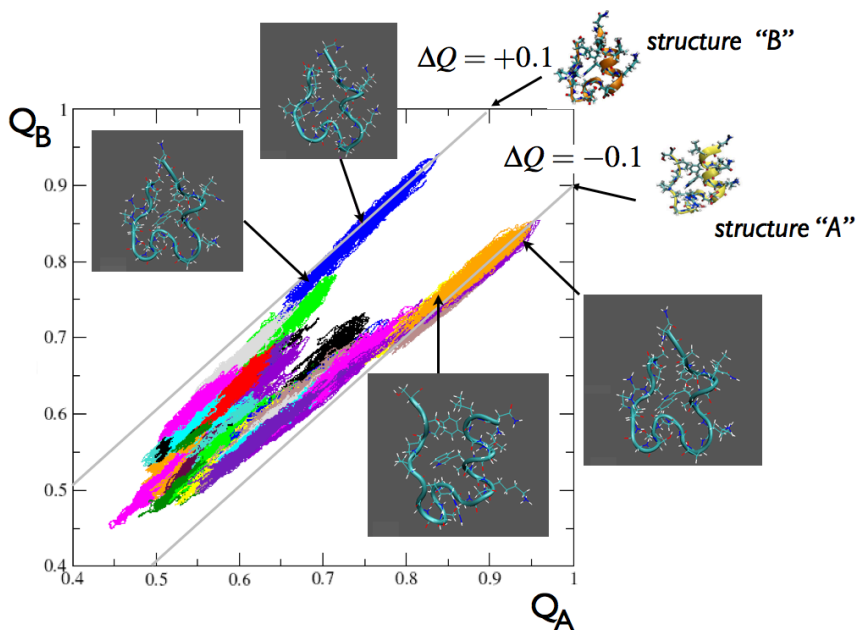 ΔQ = +0.1
structure "B"
ΔQ = −0.1
structure "A"
Q_B
1
0.9
0.8
0.7
0.6
0.5
0.4
0.4
0.5
0.6
0.7
0.8
0.9
1
Q_A